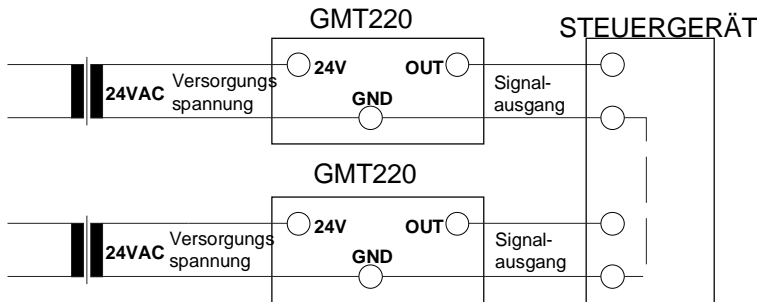 GMT220
STEUERGERÄT
24V
OUT
24VAC
Versorgungs
spannung
GND
Signal-
ausgang
GMT220
24V
OUT
24VAC
Versorgungs
spannung
GND
Signal-
ausgang